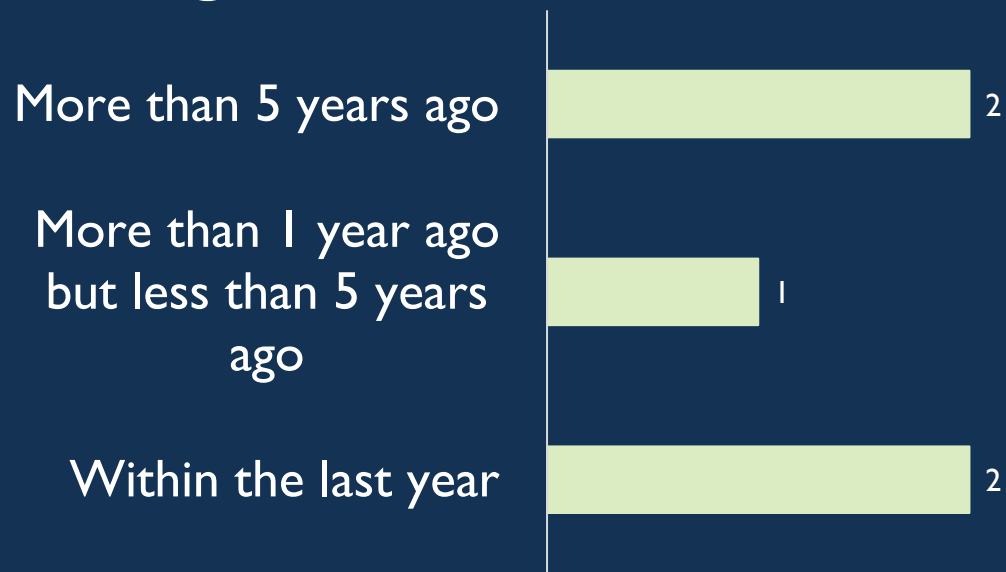 More than 5 years ago
2
More than 1 year ago
but less than 5 years
ago
1
Within the last year
2